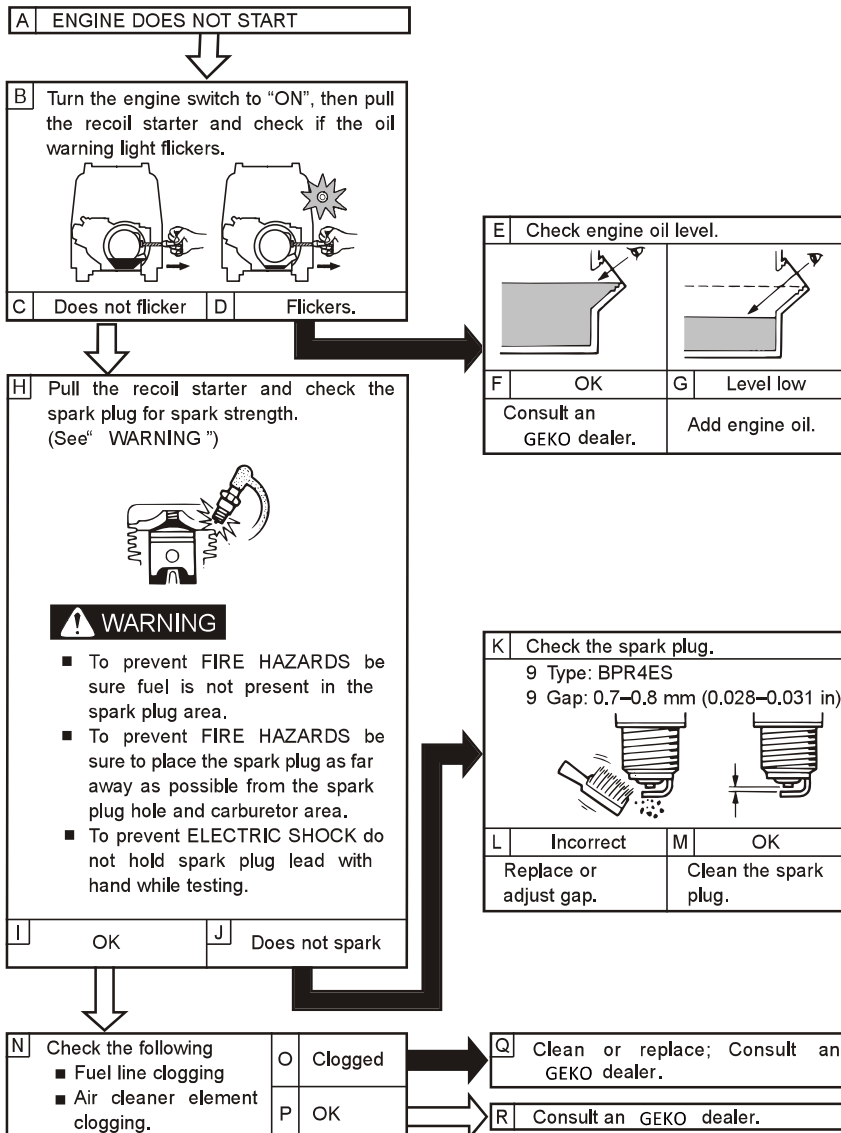 A ENGINE DOES NOT START
B Turn the engine switch to “ON”, then pull
the recoil starter and check if the oil
warning light flickers.
C Does not flicker D Flickers.
E Check engine oil level.
F OK G Level low
Consult an
GEKO dealer.
Add engine oil.
H Pull the recoil starter and check the
spark plug for spark strength.
(See“ WARNING ”)
WARNING
■ To prevent FIRE HAZARDS be
sure fuel is not present in the
spark plug area.
■ To prevent FIRE HAZARDS be
sure to place the spark plug as far
away as possible from the spark
plug hole and carburetor area.
■ To prevent ELECTRIC SHOCK do
not hold spark plug lead with
hand while testing.
I OK J Does not spark
K Check the spark plug.
9 Type: BPR4ES
9 Gap: 0.7–0.8 mm (0.028–0.031 in)
L Incorrect M OK
Replace or
adjust gap.
Clean the spark
plug.
N Check the following
■ Fuel line clogging
■ Air cleaner element
clogging.
O Clogged
P OK
Q Clean or replace; Consult an
GEKO dealer.
R Consult an GEKO dealer.